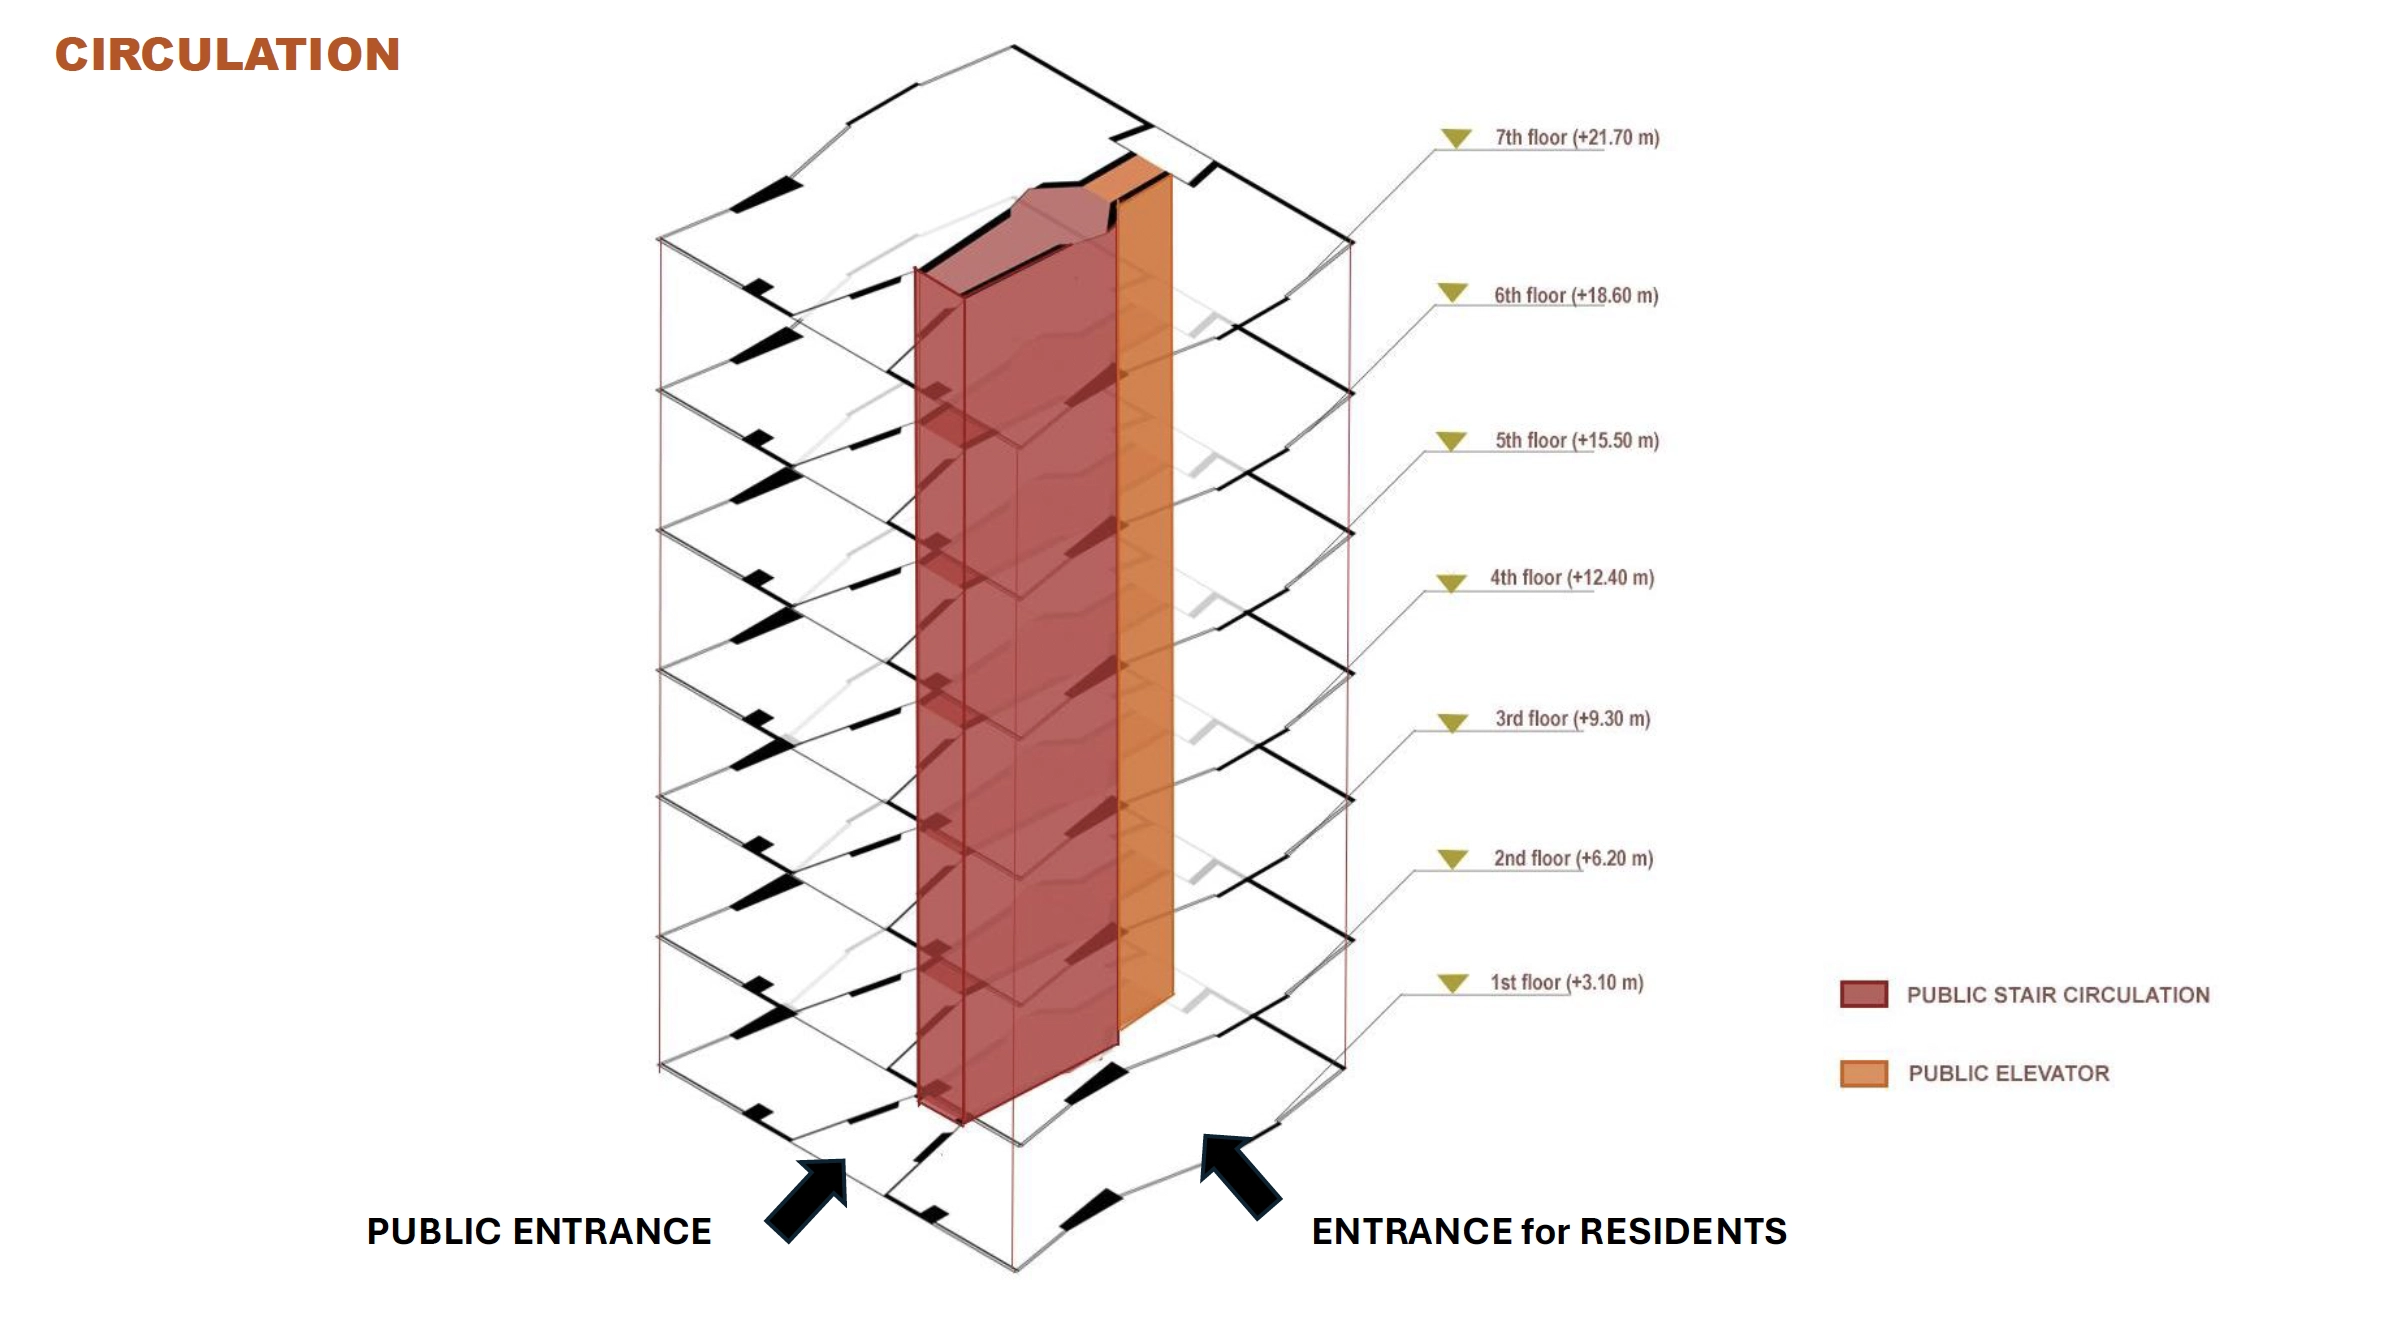 CIRCULATION
7th floor (+21.70 m)
6th floor (+18.60 m)
5th floor (+15.50 m)
4th floor (+12.40 m)
3rd floor (+9.30 m)
2nd floor (+6.20 m)
1st floor (+3.10 m)
PUBLIC STAIR CIRCULATION
PUBLIC ELEVATOR
PUBLIC ENTRANCE
ENTRANCE for RESIDENTS